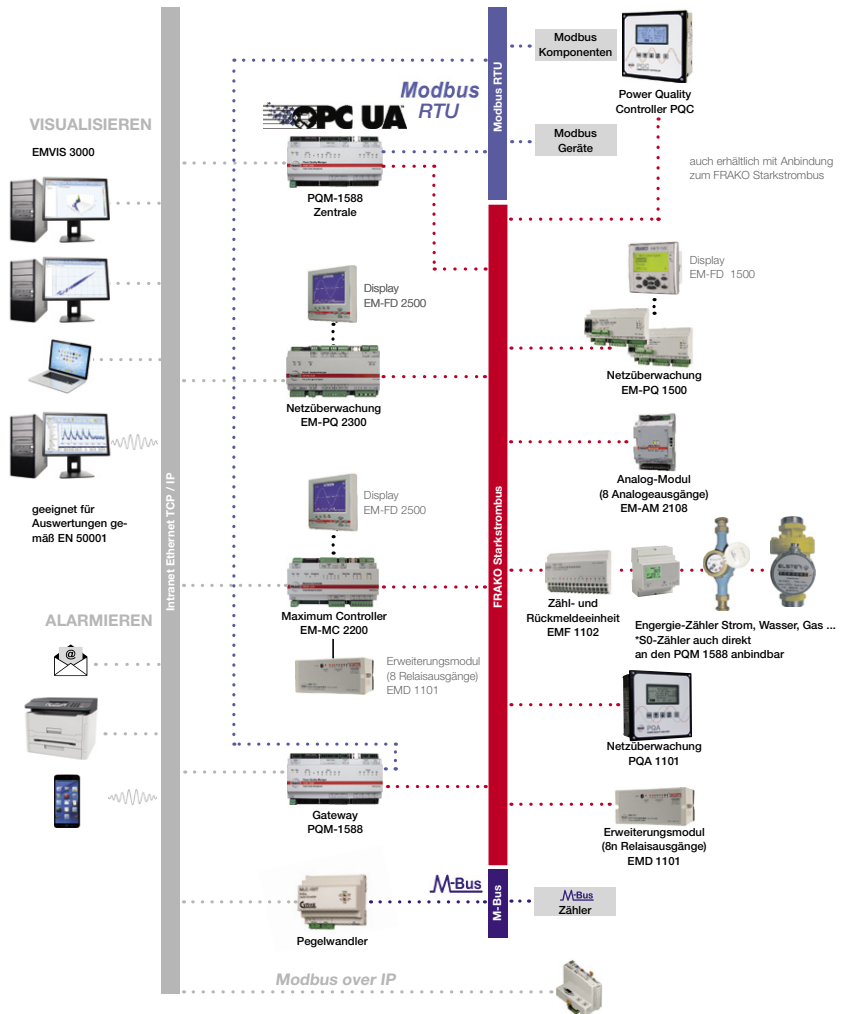 Modbus
Komponenten
Power Quality
Controller PQC
Modbus RTU
Modbus
RTU
OPC UA
VISUALISIEREN
EMVIS 3000
Modbus
Geräte
auch erhältlich mit Anbindung
zum FRAKO Starkstrombus
PQM-1588
Zentrale
Display
EM-FD 2500
Display
EM-FD 1500
Netzüberwachung
EM-PQ 2300
Netzüberwachung
EM-PQ 1500
Intranet Ethernet TCP / IP
FRAKO Starkstrombus
Analog-Modul
(8 Analogeausgänge)
EM-AM 2108
Display
EM-FD 2500
geeignet für
Auswertungen ge-
mäß EN 50001
Maximum Controller
EM-MC 2200
Zähl- und
Rückmeldeeinheit
EMF 1102
ELSTER
Engergie-Zähler Strom, Wasser, Gas ...
*S0-Zähler auch direkt
an den PQM 1588 anbindbar
ALARMIEREN
@
Erweiterungsmodul
(8 Relaisausgänge)
EMD 1101
PQA
Netzüberwachung
PQA 1101
Gateway
PQM-1588
Erweiterungsmodul
(8n Relaisausgänge)
EMD 1101
M-Bus
M-Bus
M-Bus
Zähler
Pegelwandler
Modbus over IP